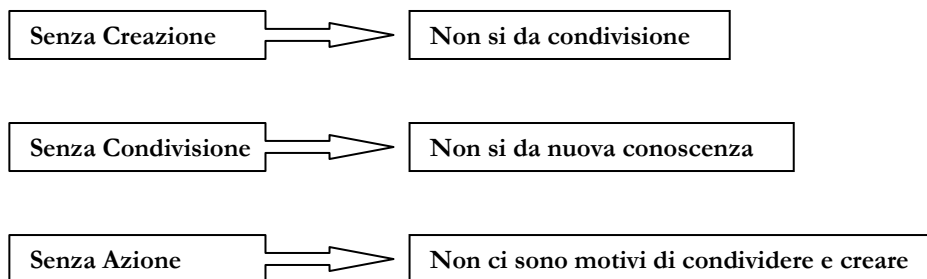 Senza Creazione
Non si da condivisione
Senza Condivisione
Non si da nuova conoscenza
Senza Azione
Non ci sono motivi di condividere e creare